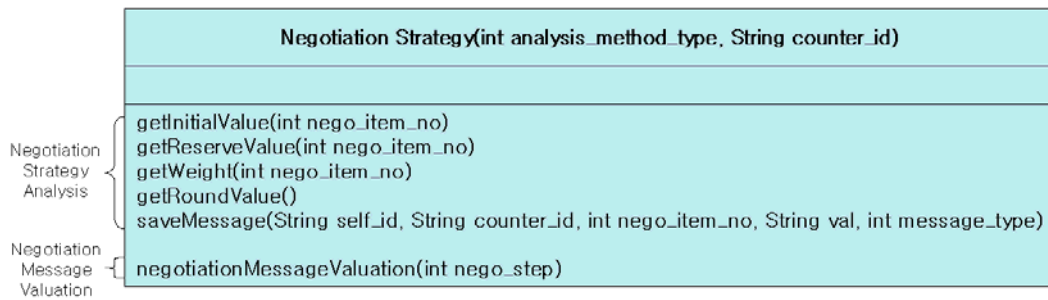 Negotiation Strategy(int analysis_method_type, String counter_id)
Negotiation
Strategy
Analysis
getInitialValue(int nego_item_no)
getReserveValue(int nego_item_no)
getWeight(int nego_item_no)
getRoundValue()
saveMessage(String self_id, String counter_id, int nego_item_no, String val, int message_type)
Negotiation
Message
Valuation
negotiationMessageValuation(int nego_step)